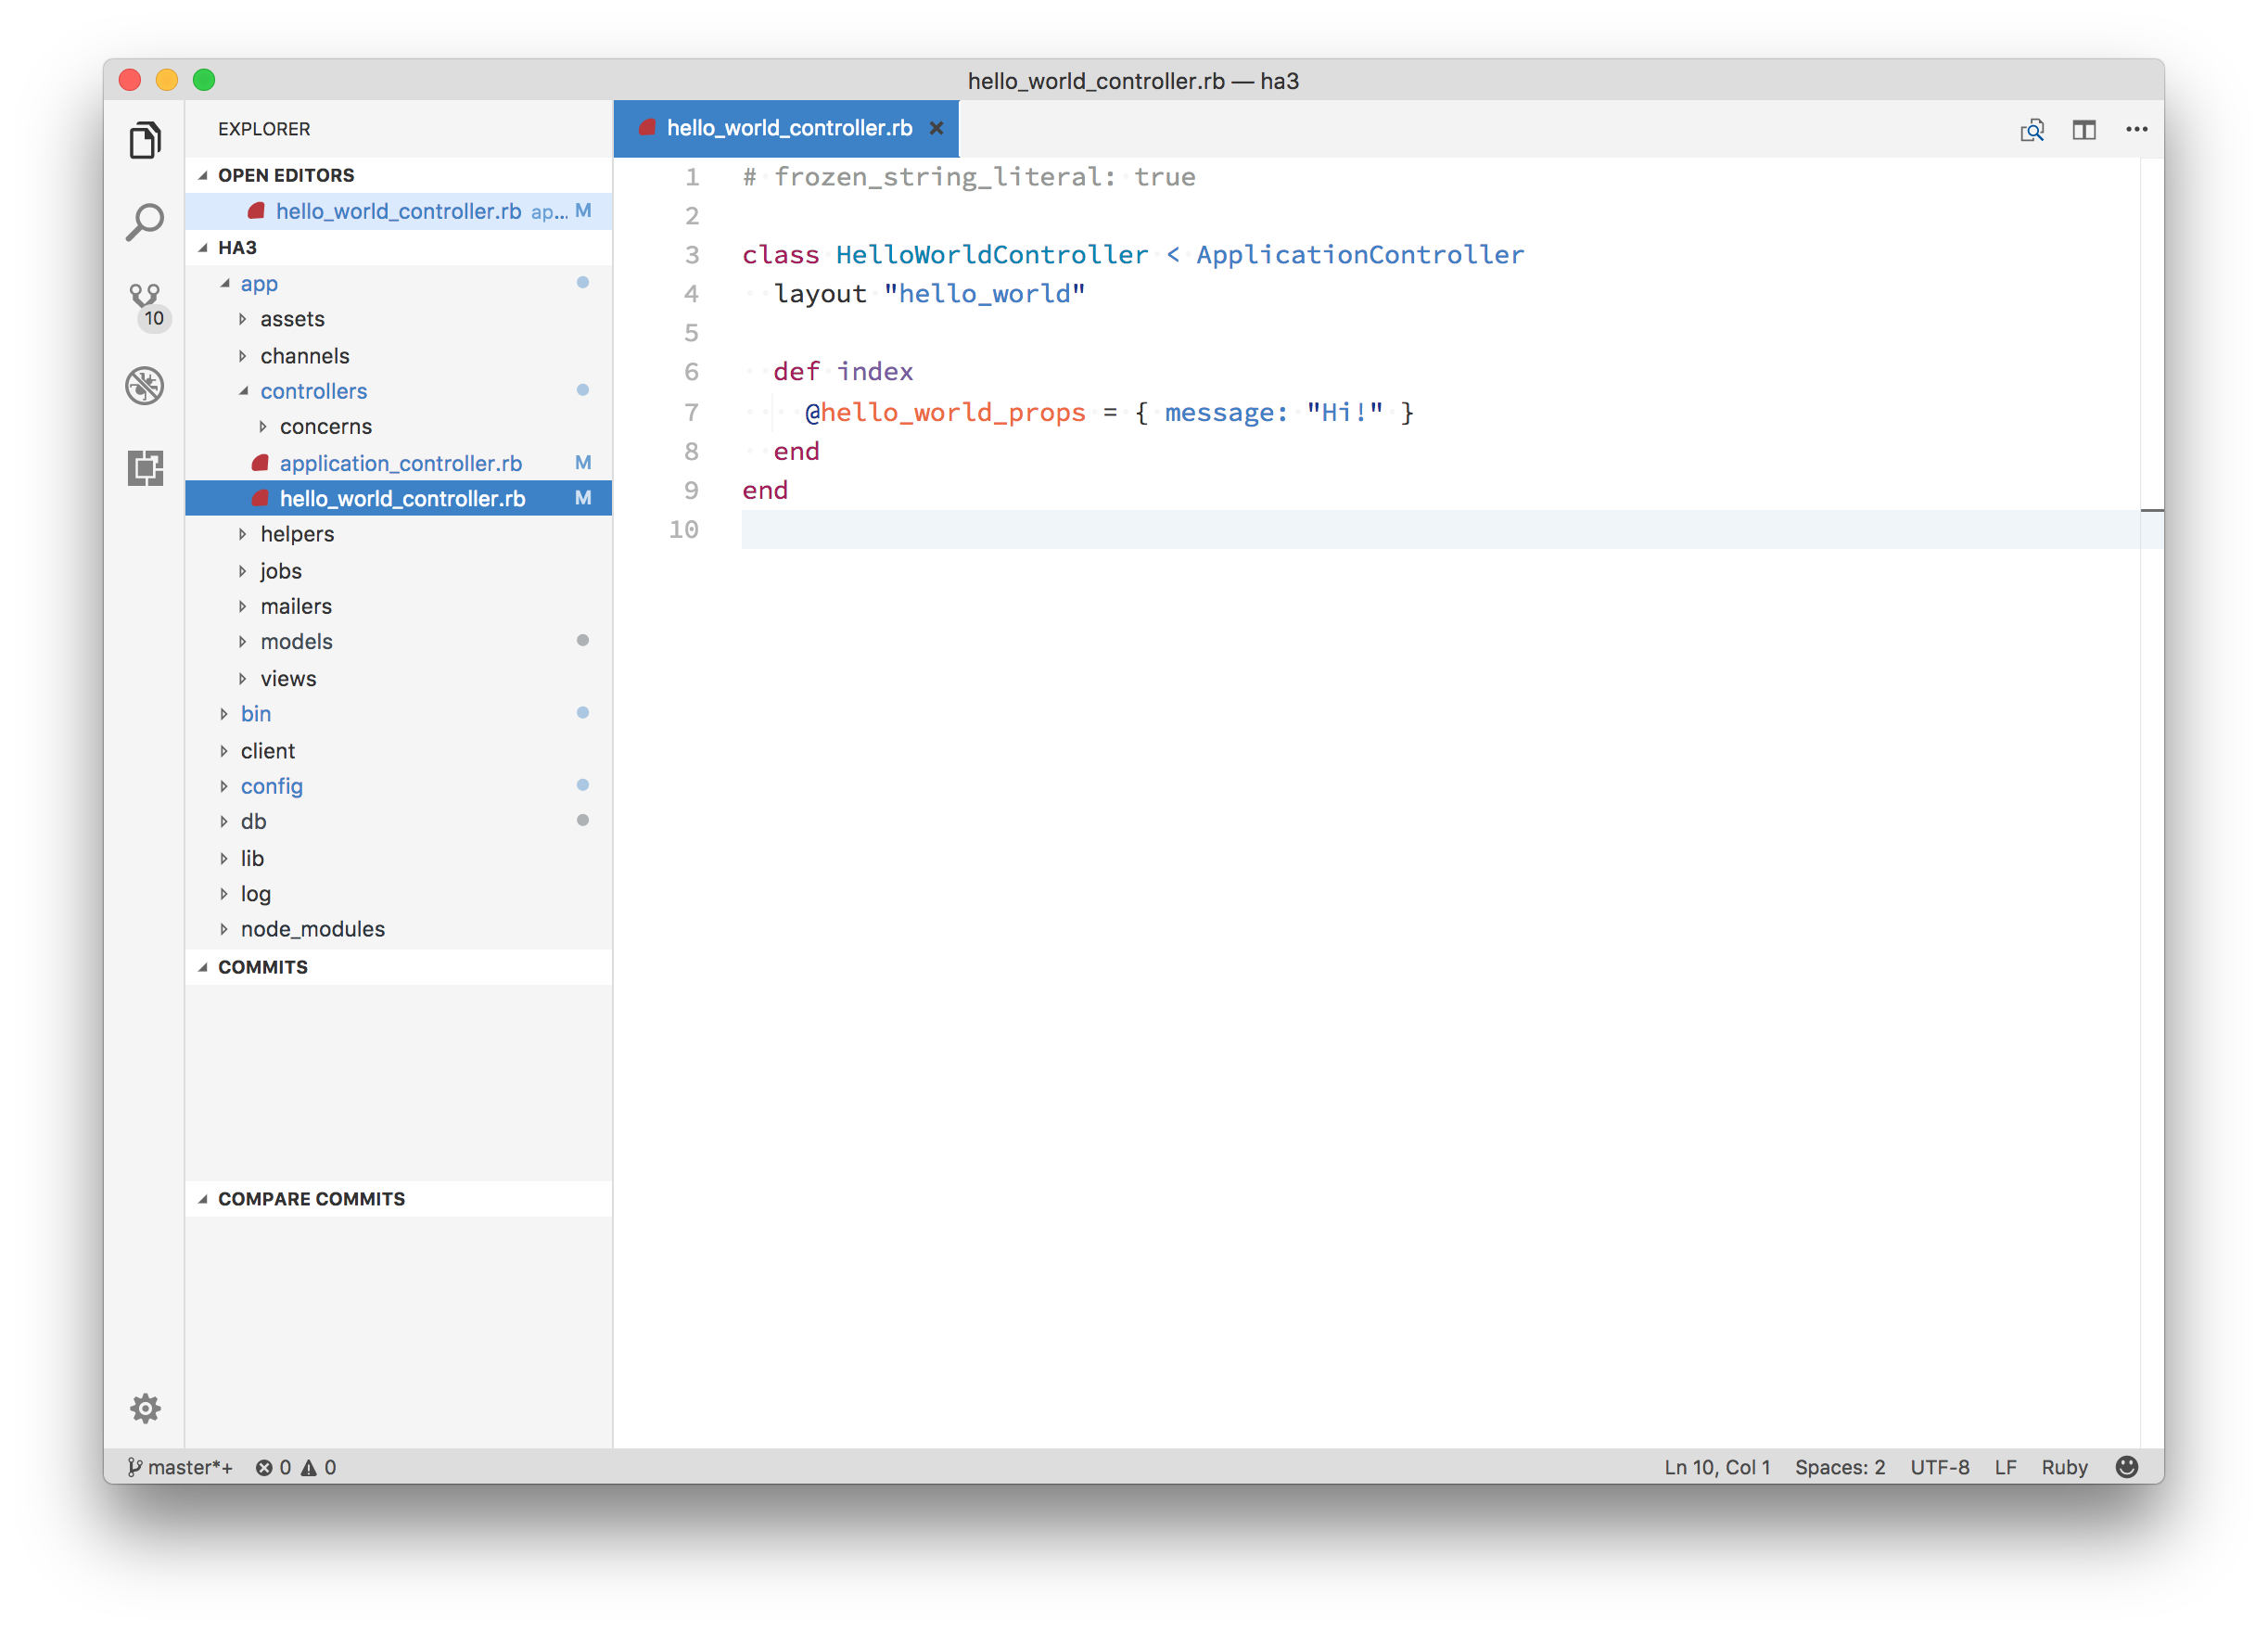 hello_world_controller.rb — ha3
EXPLORER
OPEN EDITORS
hello_world_controller.rb ap... M
HA3
app
assets
channels
controllers
concerns
application_controller.rb M
hello_world_controller.rb M
helpers
jobs
mailers
models
views
bin
client
config
db
lib
log
node_modules
COMMITS
COMPARE COMMITS
10
hello_world_controller.rb ×
1 # frozen_string_literal: true
2
3 class HelloWorldController < ApplicationController
4 layout "hello_world"
5
6 def index
7 @hello_world_props = { message: "Hi!" }
8 end
9 end
10
master*+ 0 0 Ln 10, Col 1 Spaces: 2 UTF-8 LF Ruby